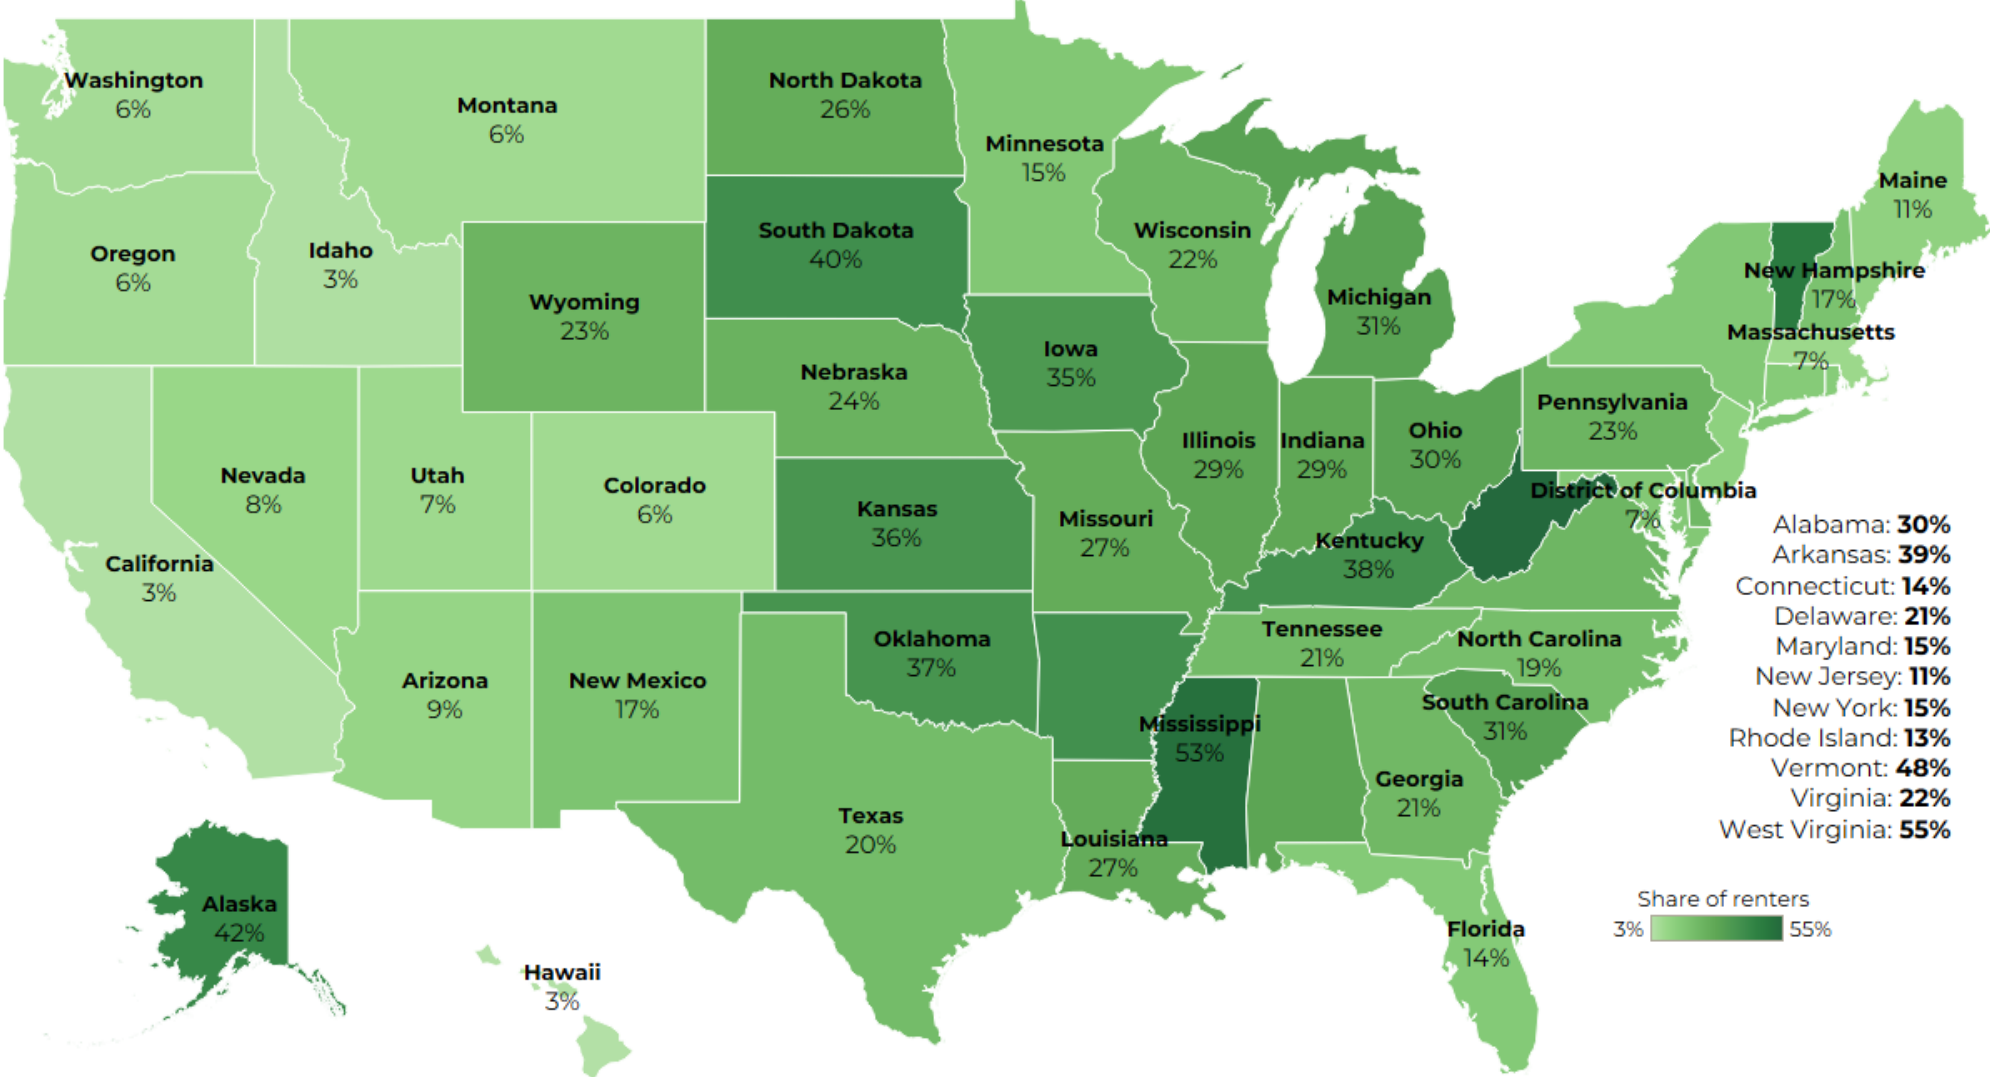 Washington
6%
Montana
6%
North Dakota
26%
Minnesota
15%
Maine
11%
Oregon
6%
Idaho
3%
South Dakota
40%
Wisconsin
22%
New Hampshire
17%
Wyoming
23%
Michigan
31%
Massachusetts
7%
Iowa
35%
Nebraska
24%
Pennsylvania
23%
Illinois
29%
Indiana
29%
Ohio
30%
Nevada
8%
Utah
7%
Colorado
6%
Kansas
36%
Missouri
27%
District of Columbia
7%
Kentucky
38%
California
3%
Oklahoma
37%
Tennessee
21%
North Carolina
19%
Arizona
9%
New Mexico
17%
Mississippi
53%
South Carolina
31%
Georgia
21%
Texas
20%
Louisiana
27%
Alaska
42%
Florida
14%
Hawaii
3%
Alabama: 30%
Arkansas: 39%
Connecticut: 14%
Delaware: 21%
Maryland: 15%
New Jersey: 11%
New York: 15%
Rhode Island: 13%
Vermont: 48%
Virginia: 22%
West Virginia: 55%
Share of renters
3% 55%